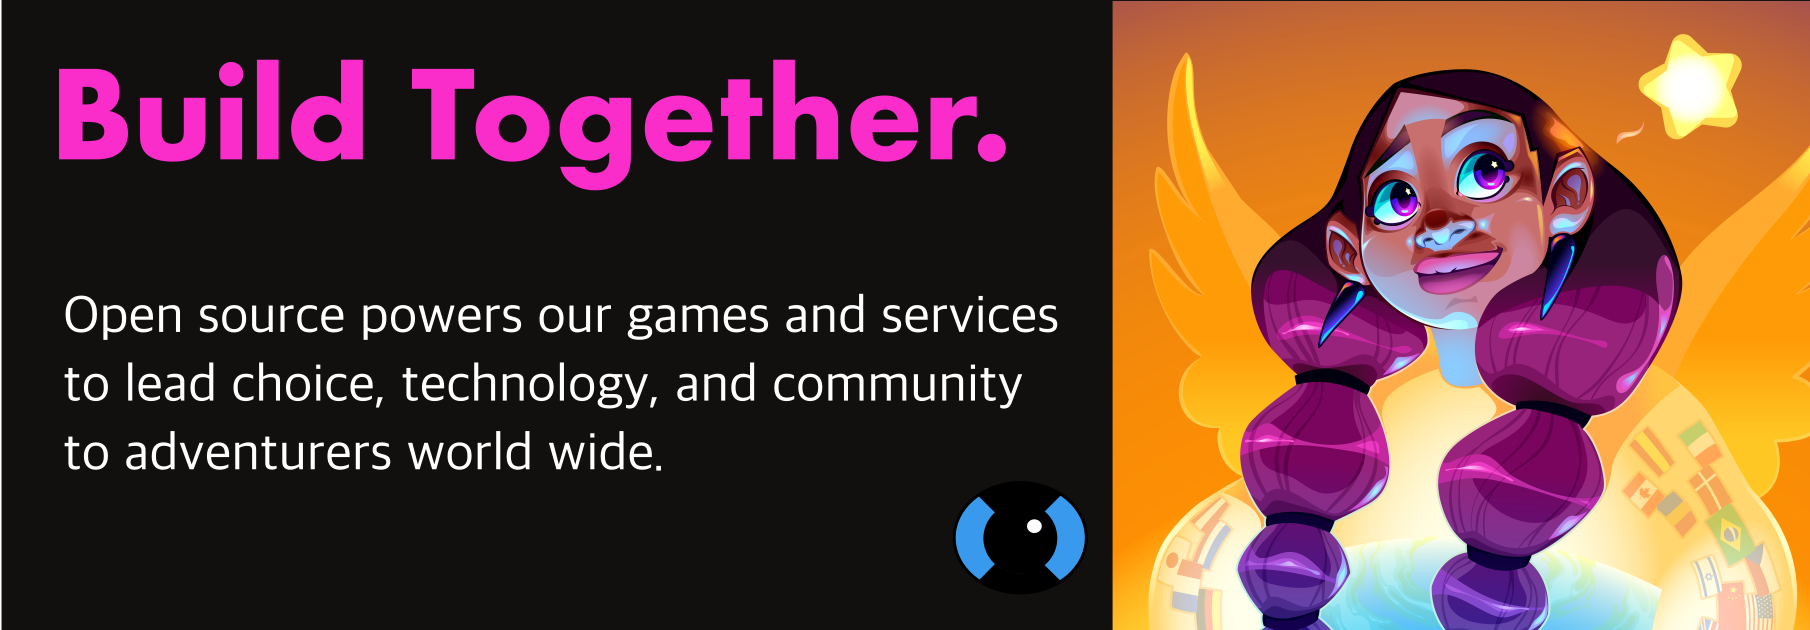 Build Together.
Open source powers our games and services
to lead choice, technology, and community
to adventurers world wide.